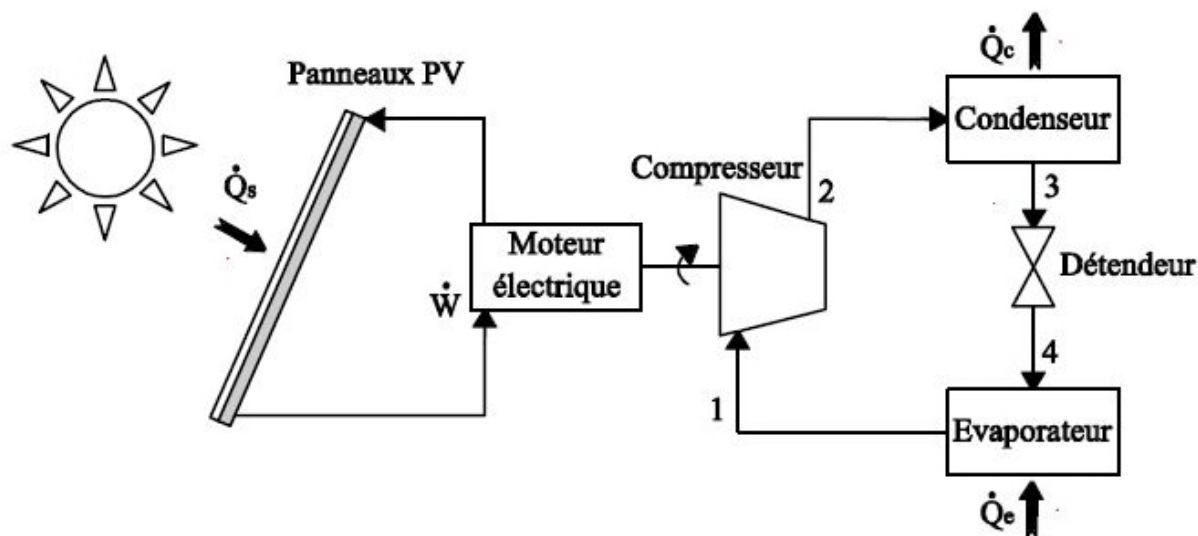 Panneaux PV
Q̇s
Moteur
électrique
Ẇ
Compresseur
2
1
Q̇c
Condenseur
3
Détendeur
4
Evaporateur
Q̇e